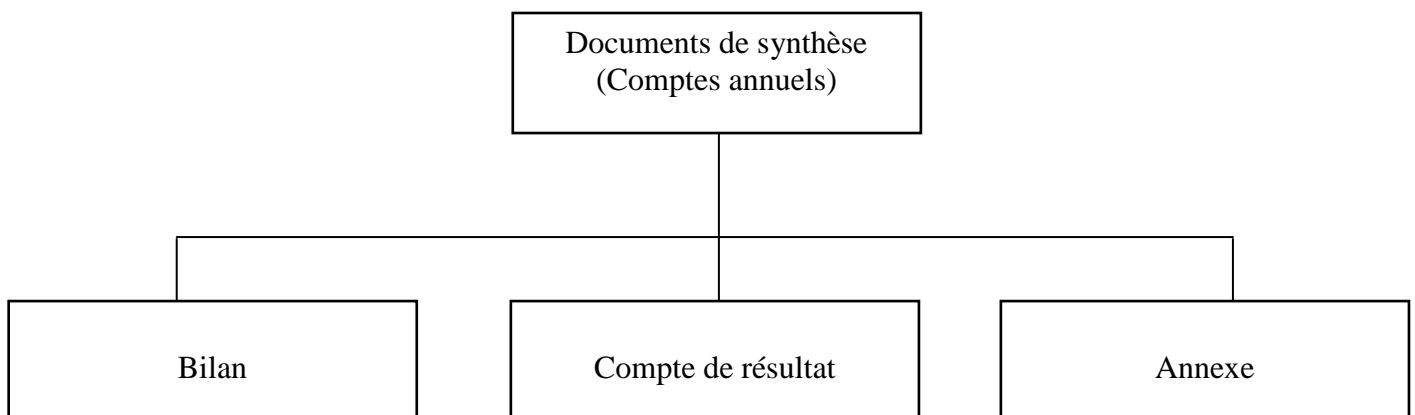 Documents de synthèse
(Comptes annuels)
Bilan
Compte de résultat
Annexe